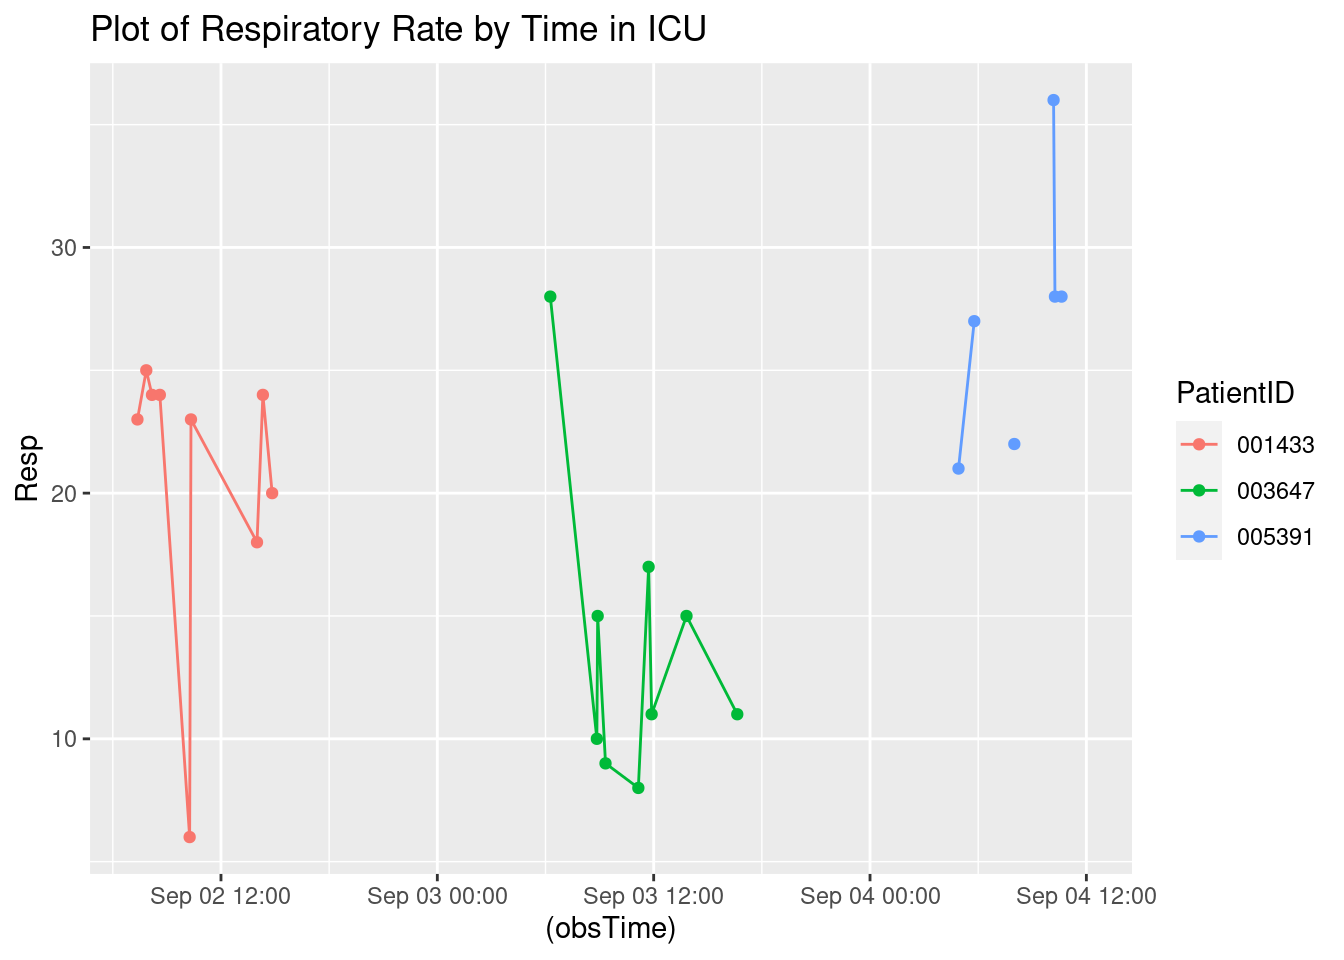 Plot of Respiratory Rate by Time in ICU
Resp
30
20
10
Sep 02 12:00
Sep 03 00:00
Sep 03 12:00
Sep 04 00:00
Sep 04 12:00
(obsTime)
PatientID
001433
003647
005391